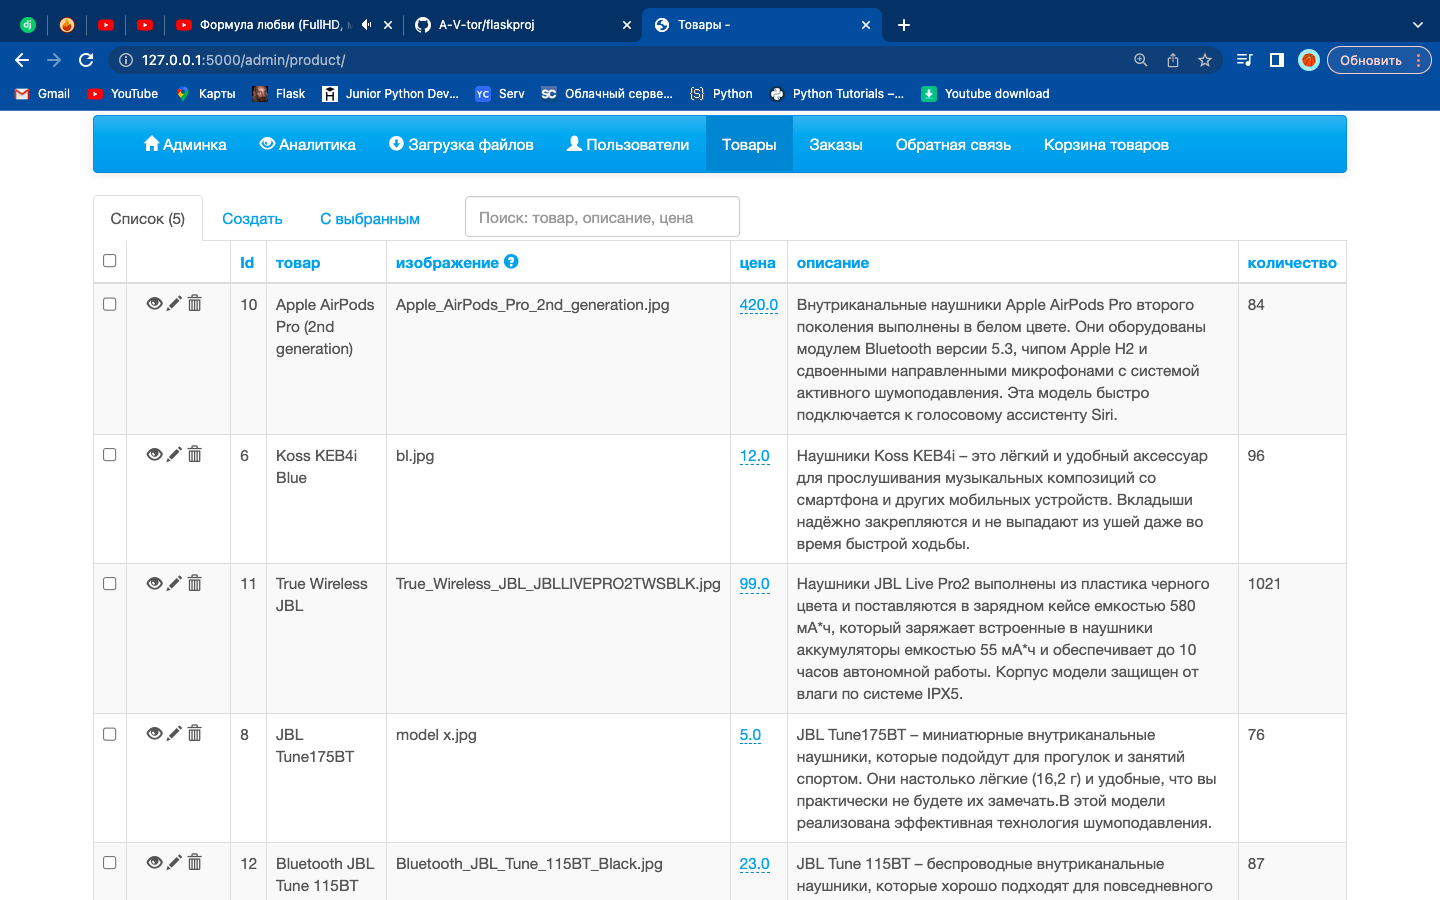 Формула любви (FullHD,
A-V-tor/flaskproj
Товары -
127.0.0.1:5000/admin/product/
Обновить
Gmail
YouTube
Карты
Flask
Junior Python Dev...
Serv
Облачный серве...
Python
Python Tutorials –...
Youtube download
Админка
Аналитика
Загрузка файлов
Пользователи
Товары
Заказы
Обратная связь
Корзина товаров
Список (5)
Создать
С выбранным
Поиск: товар, описание, цена
Id
товар
изображение
цена
описание
количество
10
Apple AirPods
Pro (2nd
generation)
Apple_AirPods_Pro_2nd_generation.jpg
420.0
Внутриканальные наушники Apple AirPods Pro второго
поколения выполнены в белом цвете. Они оборудованы
модулем Bluetooth версии 5.3, чипом Apple H2 и
сдвоенными направленными микрофонами с системой
активного шумоподавления. Эта модель быстро
подключается к голосовому ассистенту Siri.
84
6
Koss KEB4i
Blue
bl.jpg
12.0
Наушники Koss KEB4i – это лёгкий и удобный аксессуар
для прослушивания музыкальных композиций со
смартфона и других мобильных устройств. Вкладыши
надёжно закрепляются и не выпадают из ушей даже во
время быстрой ходьбы.
96
11
True Wireless
JBL
True_Wireless_JBL_JBLLIVEPRO2TWSBLK.jpg
99.0
Наушники JBL Live Pro2 выполнены из пластика черного
цвета и поставляются в зарядном кейсе емкостью 580
мА*ч, который заряжает встроенные в наушники
аккумуляторы емкостью 55 мА*ч и обеспечивает до 10
часов автономной работы. Корпус модели защищен от
влаги по системе IPX5.
1021
8
JBL
Tune175BT
model x.jpg
5.0
JBL Tune175BT – миниатюрные внутриканальные
наушники, которые подойдут для прогулок и занятий
спортом. Они настолько лёгкие (16,2 г) и удобные, что вы
практически не будете их замечать.В этой модели
реализована эффективная технология шумоподавления.
76
12
Bluetooth JBL
Tune 115BT
Bluetooth_JBL_Tune_115BT_Black.jpg
23.0
JBL Tune 115BT – беспроводные внутриканальные
наушники, которые хорошо подходят для повседневного
87